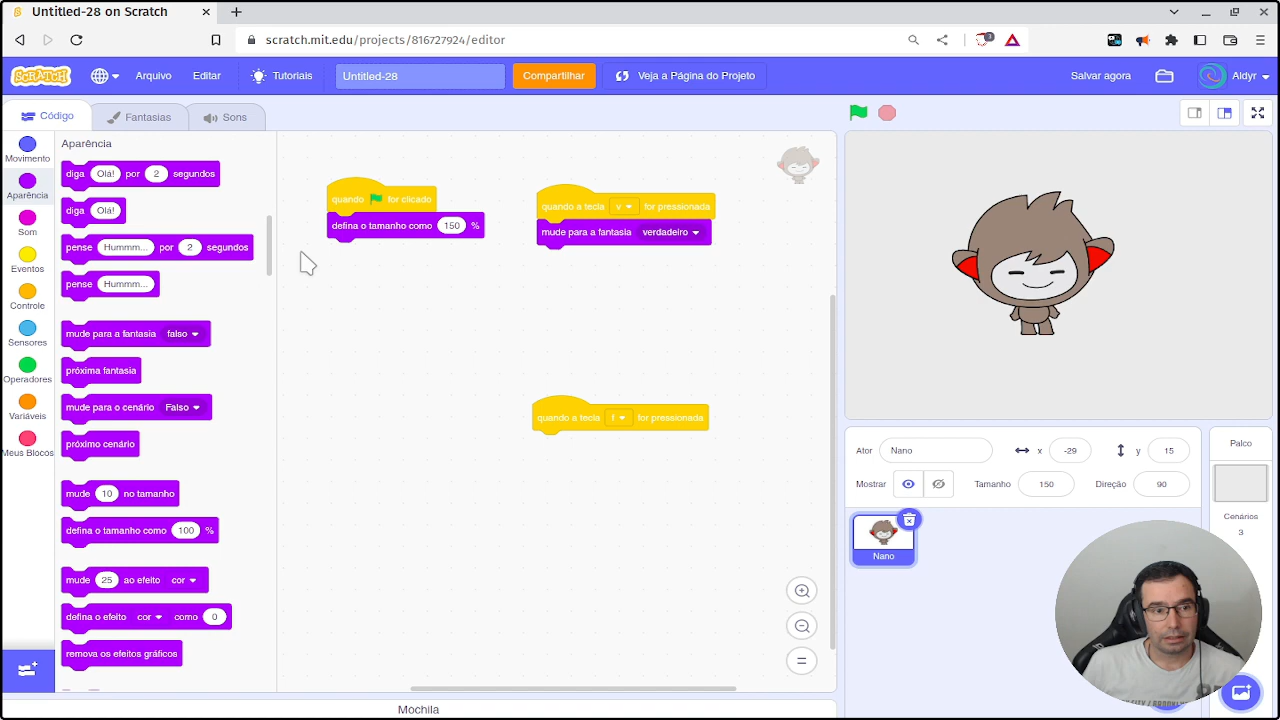 Untitled-28 on Scratch
scratch.mit.edu/projects/816727924/editor
3
SCRATCH
Arquivo
Editar
Tutoriais
Untitled-28
Compartilhar
Veja a Página do Projeto
Salvar agora
Aldyr
Código
Fantasias
Sons
Movimento
Aparência
Som
Eventos
Controle
Sensores
Operadores
Variáveis
Meus Blocos
Aparência
diga Olá! por 2 segundos
diga Olá!
pense Hummm... por 2 segundos
pense Hummm...
mude para a fantasia falso
próxima fantasia
mude para o cenário Falso
próximo cenário
mude 10 no tamanho
defina o tamanho como 100 %
mude 25 ao efeito cor
defina o efeito cor como 0
remova os efeitos gráficos
quando for clicado
defina o tamanho como 150 %
quando a tecla v for pressionada
mude para a fantasia verdadeiro
quando a tecla f for pressionada
Mochila
Ator Nano x -29 y 15
Mostrar Tamanho 150 Direção 90
Nano
Palco
Cenários
3